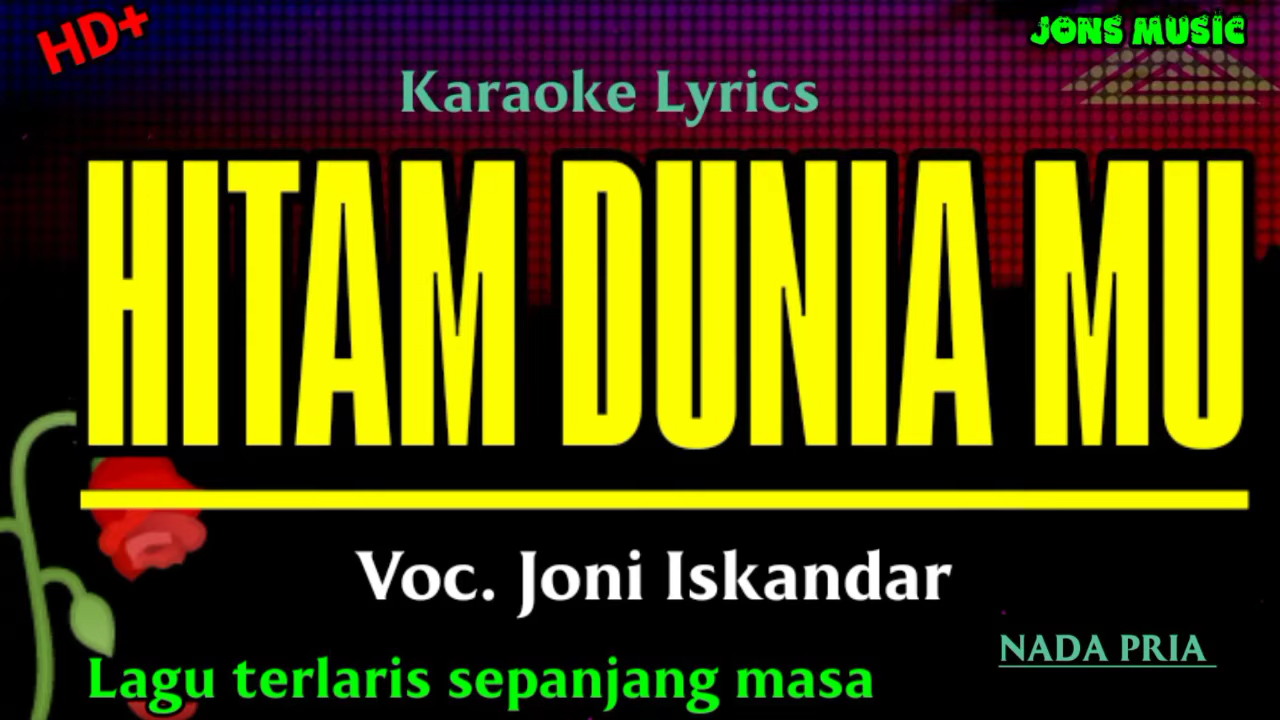 HD+
JONS MUSIC
Karaoke Lyrics
HITAM DUNIA MU
Voc. Joni Iskandar
NADA PRIA
Lagu terlaris sepanjang masa